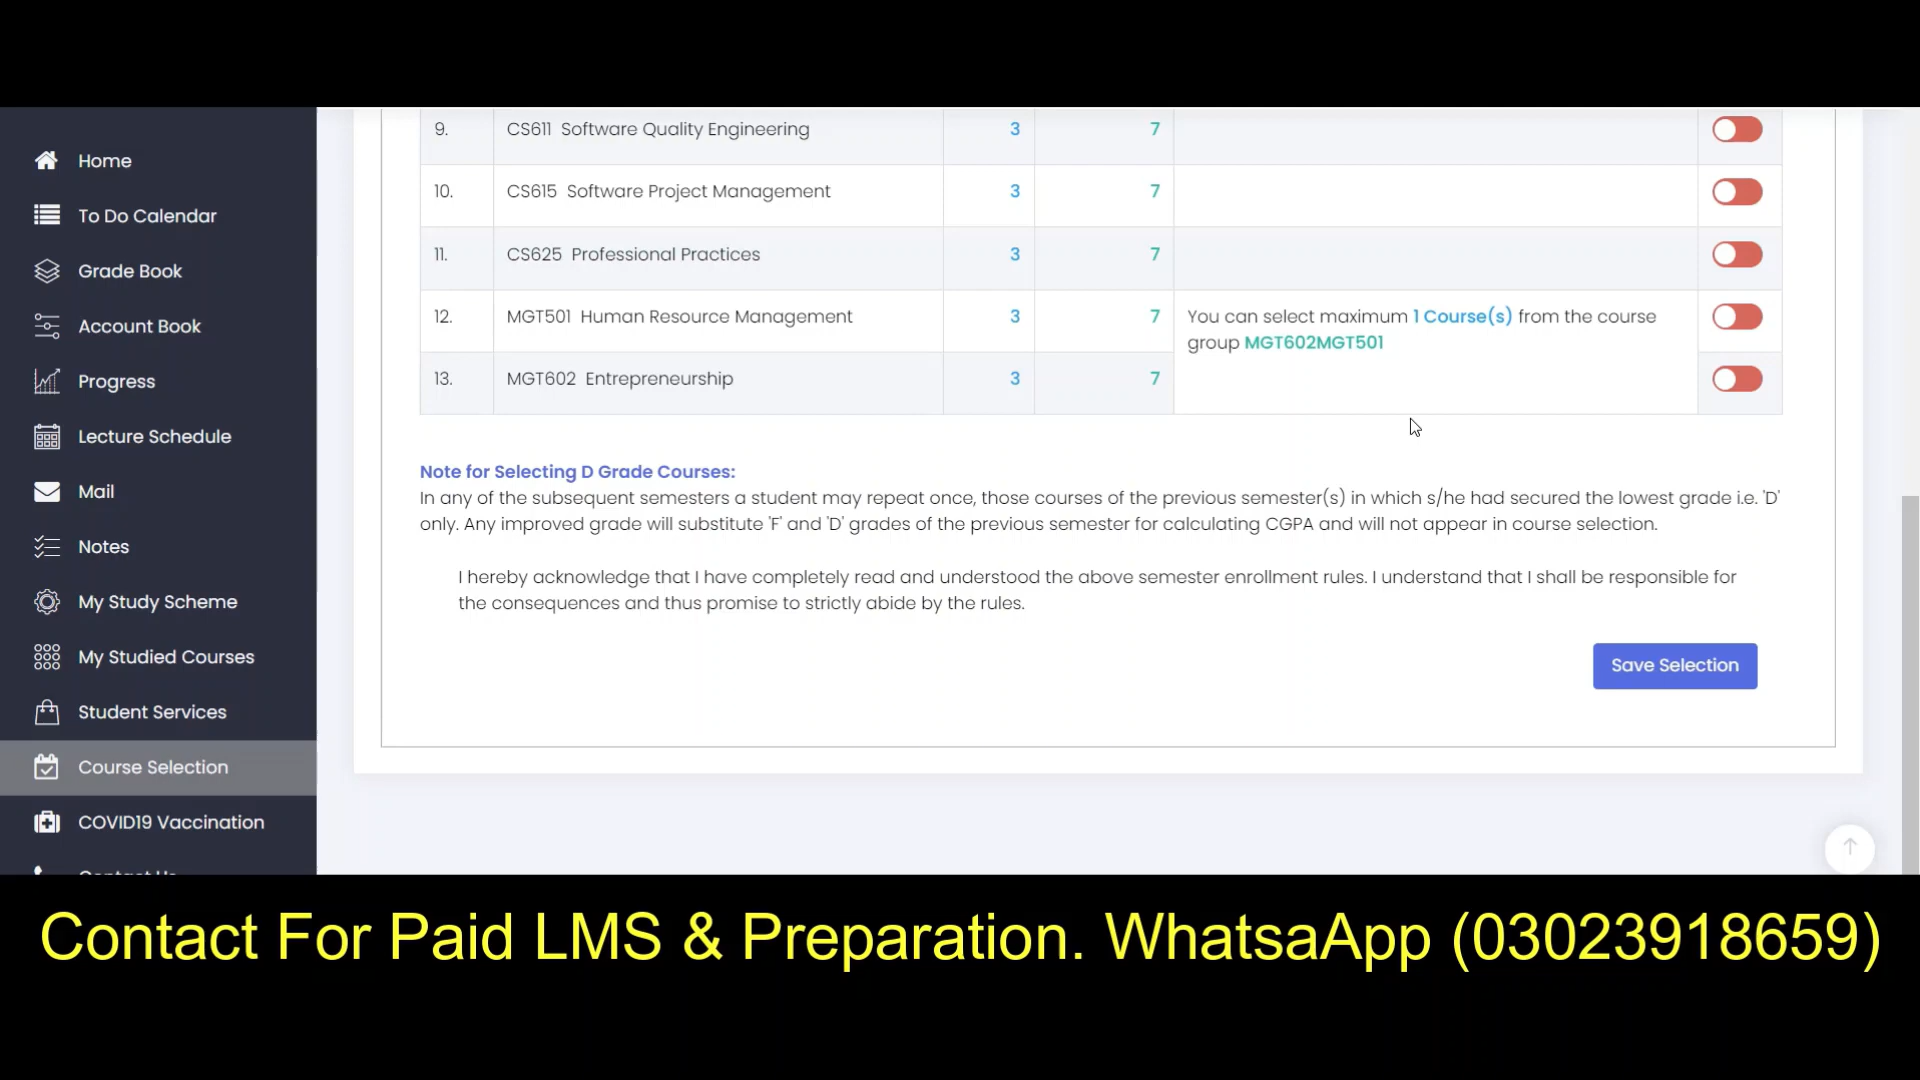 Home
To Do Calendar
Grade Book
Account Book
Progress
Lecture Schedule
Mail
Notes
My Study Scheme
My Studied Courses
Student Services
Course Selection
COVID19 Vaccination
Contact Us
9. CS611 Software Quality Engineering 3 7
10. CS615 Software Project Management 3 7
11. CS625 Professional Practices 3 7
12. MGT501 Human Resource Management 3 7 You can select maximum 1 Course(s) from the course
group MGT602MGT501
13. MGT602 Entrepreneurship 3 7
Note for Selecting D Grade Courses:
In any of the subsequent semesters a student may repeat once, those courses of the previous semester(s) in which s/he had secured the lowest grade i.e. 'D'
only. Any improved grade will substitute 'F' and 'D' grades of the previous semester for calculating CGPA and will not appear in course selection.
I hereby acknowledge that I have completely read and understood the above semester enrollment rules. I understand that I shall be responsible for
the consequences and thus promise to strictly abide by the rules.
Save Selection
Contact For Paid LMS & Preparation. WhatsaApp (03023918659)